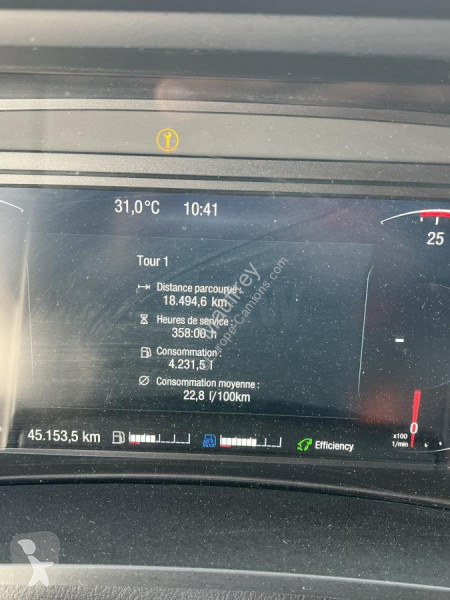 31,0°C 10:41
Tour 1
Distance parcourue :
18.494,6 km
Heures de service :
358:00 h
Consommation :
4.231,5 l
Consommation moyenne :
22,8 l/100km
25
0
x100
1/min
45.153,5 km
Efficiency